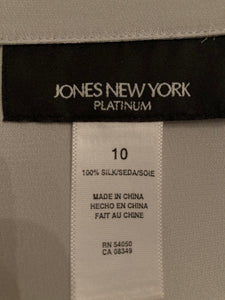 JONES NEW YORK
PLATINUM
10
100% SILK/SEDA/SOIE
MADE IN CHINA
HECHO EN CHINA
FAIT AU CHINE
RN 54050
CA 08349